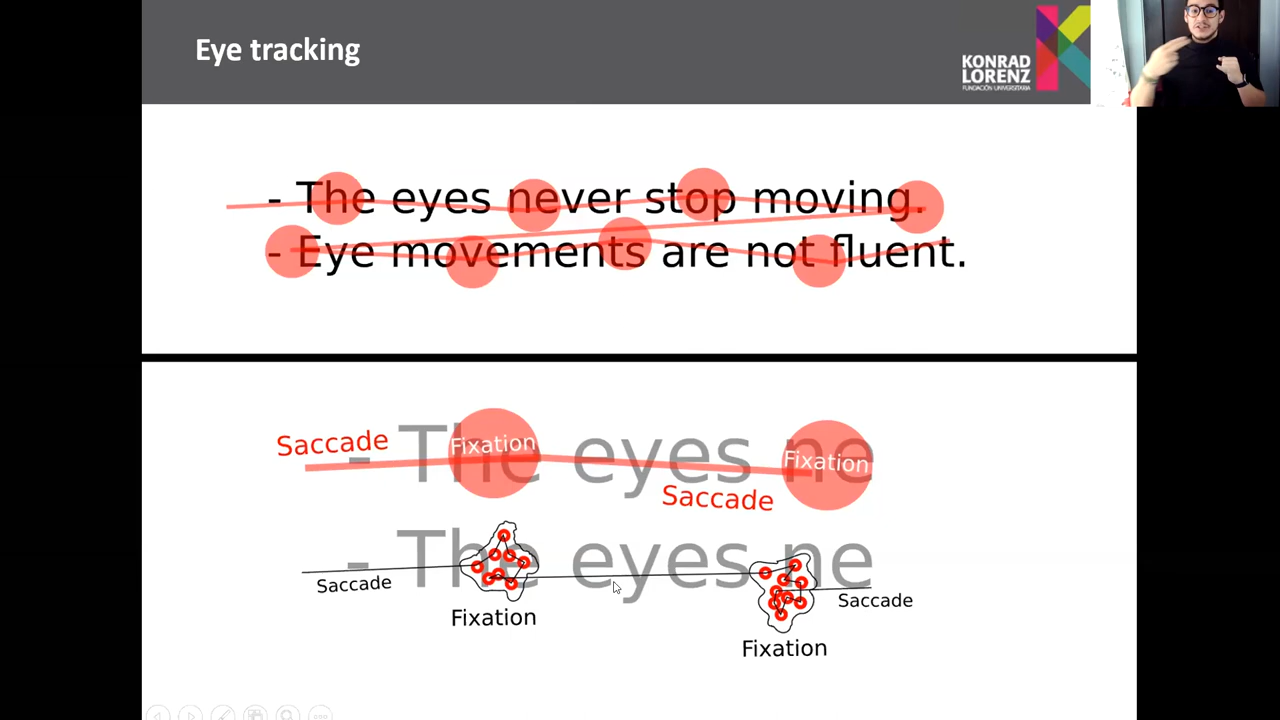 Eye tracking
KONRAD
LORENZ
FUNDACIÓN UNIVERSITARIA
- The eyes never stop moving.
- Eye movements are not fluent.
Saccade
- The eyes ne
Fixation
Fixation
Saccade
- The eyes ne
Saccade
Fixation
Saccade
Fixation